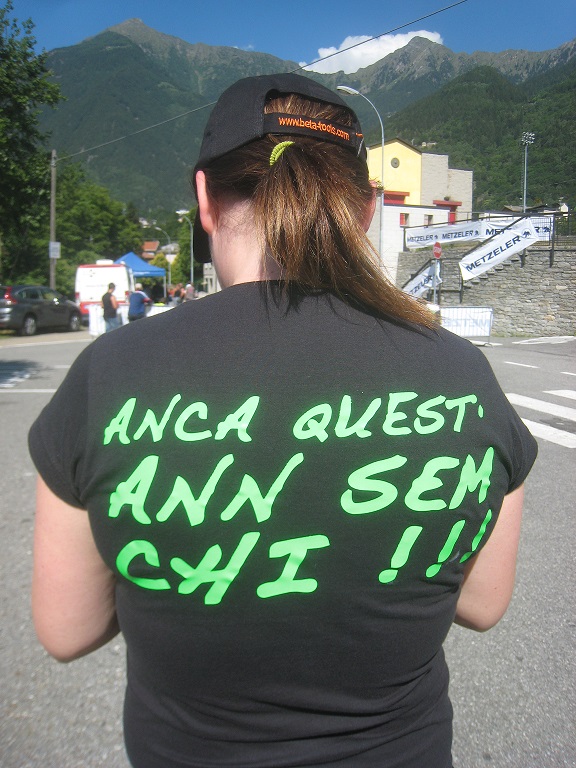 www.beta-tools.com
METZELER
METZELER
METZELER
ANCA QUEST'
ANN SEM
CHI !!!